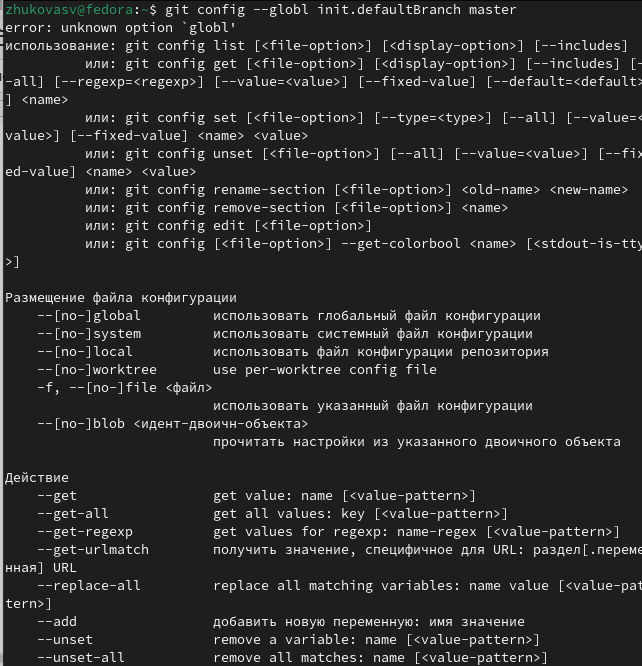 zhukovasv@fedora:~$ git config --globl init.defaultBranch master
error: unknown option `globl'
использование: git config list [<file-option>] [<display-option>] [--includes]
или: git config get [<file-option>] [<display-option>] [--includes] [-
-all] [--regexp=<regexp>] [--value=<value>] [--fixed-value] [--default=<default>
] <name>
или: git config set [<file-option>] [--type=<type>] [--all] [--value=<
value>] [--fixed-value] <name> <value>
или: git config unset [<file-option>] [--all] [--value=<value>] [--fix
ed-value] <name> <value>
или: git config rename-section [<file-option>] <old-name> <new-name>
или: git config remove-section [<file-option>] <name>
или: git config edit [<file-option>]
или: git config [<file-option>] --get-colorbool <name> [<stdout-is-tty
>]
Размещение файла конфигурации
--[no-]global использовать глобальный файл конфигурации
--[no-]system использовать системный файл конфигурации
--[no-]local использовать файл конфигурации репозитория
--[no-]worktree use per-worktree config file
-f, --[no-]file <файл>
использовать указанный файл конфигурации
--[no-]blob <идент-двоичн-объекта>
прочитать настройки из указанного двоичного объекта
Действие
--get get value: name [<value-pattern>]
--get-all get all values: key [<value-pattern>]
--get-regexp get values for regexp: name-regex [<value-pattern>]
--get-urlmatch получить значение, специфичное для URL: раздел[.переме
нная] URL
--replace-all replace all matching variables: name value [<value-pat
tern>]
--add добавить новую переменную: имя значение
--unset remove a variable: name [<value-pattern>]
--unset-all remove all matches: name [<value-pattern>]